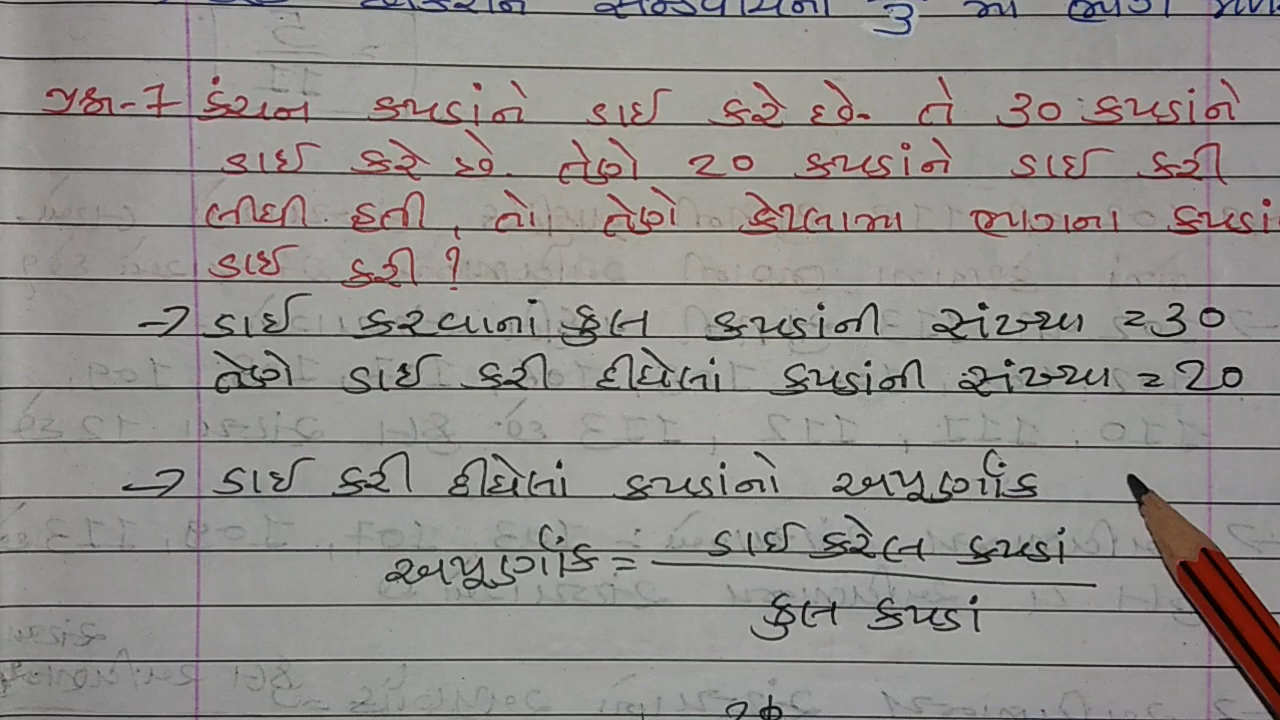 3 મા ભાગ
પ્રશ્ન-7 કંચન કપડાંને ડાઈ કરે છે. તે 30 કપડાંને
ડાઈ કરે છે. તેણે 20 કપડાંને ડાઈ કરી
લીધી હતી, તો તેણે કેટલામા ભાગના કપડાં
ડાઈ કરી?
→ ડાઈ કરવાનાં કુલ કપડાંની સંખ્યા = 30
તેણે ડાઈ કરી દીધેલાં કપડાંની સંખ્યા = 20
→ ડાઈ કરી દીધેલાં કપડાંનો અપૂર્ણાંક
અપૂર્ણાંક = ડાઈ કરેલ કપડાં
કુલ કપડાં